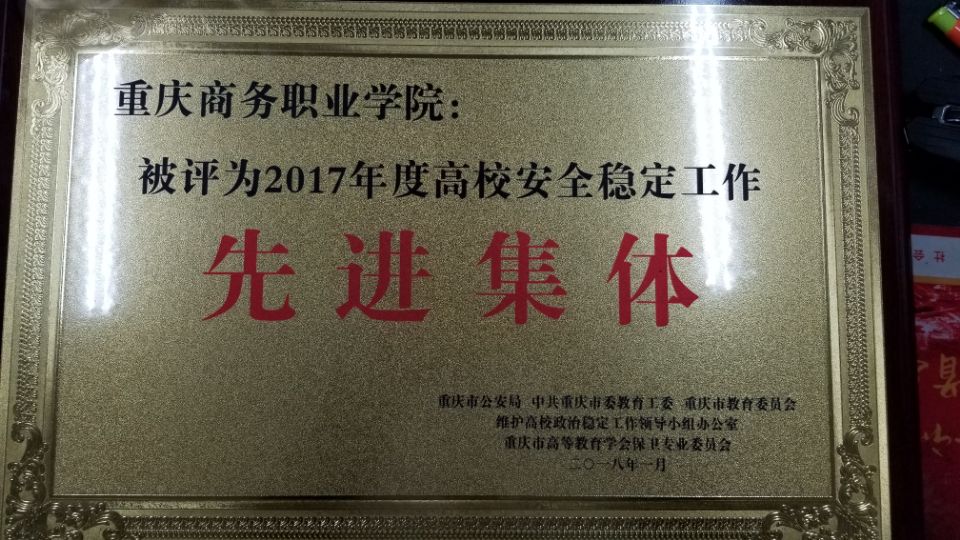 重庆商务职业学院：
被评为2017年度高校安全稳定工作
先进集体
重庆市公安局 中共重庆市委教育工委 重庆市教育委员会
维护高校政治稳定工作领导小组办公室
重庆市高等教育学会保卫专业委员会
二〇一八年一月
社会